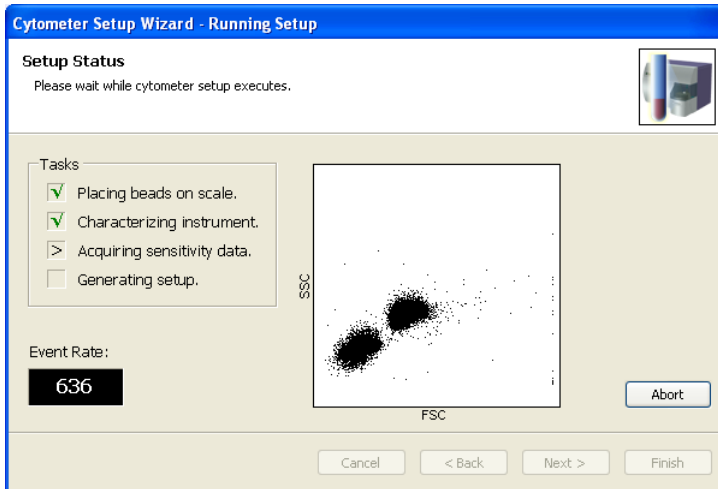 Cytometer Setup Wizard - Running Setup
Setup Status
Please wait while cytometer setup executes.
Tasks
√ Placing beads on scale.
√ Characterizing instrument.
> Acquiring sensitivity data.
Generating setup.
Event Rate:
636
SSC
FSC
Abort
Cancel
< Back
Next >
Finish